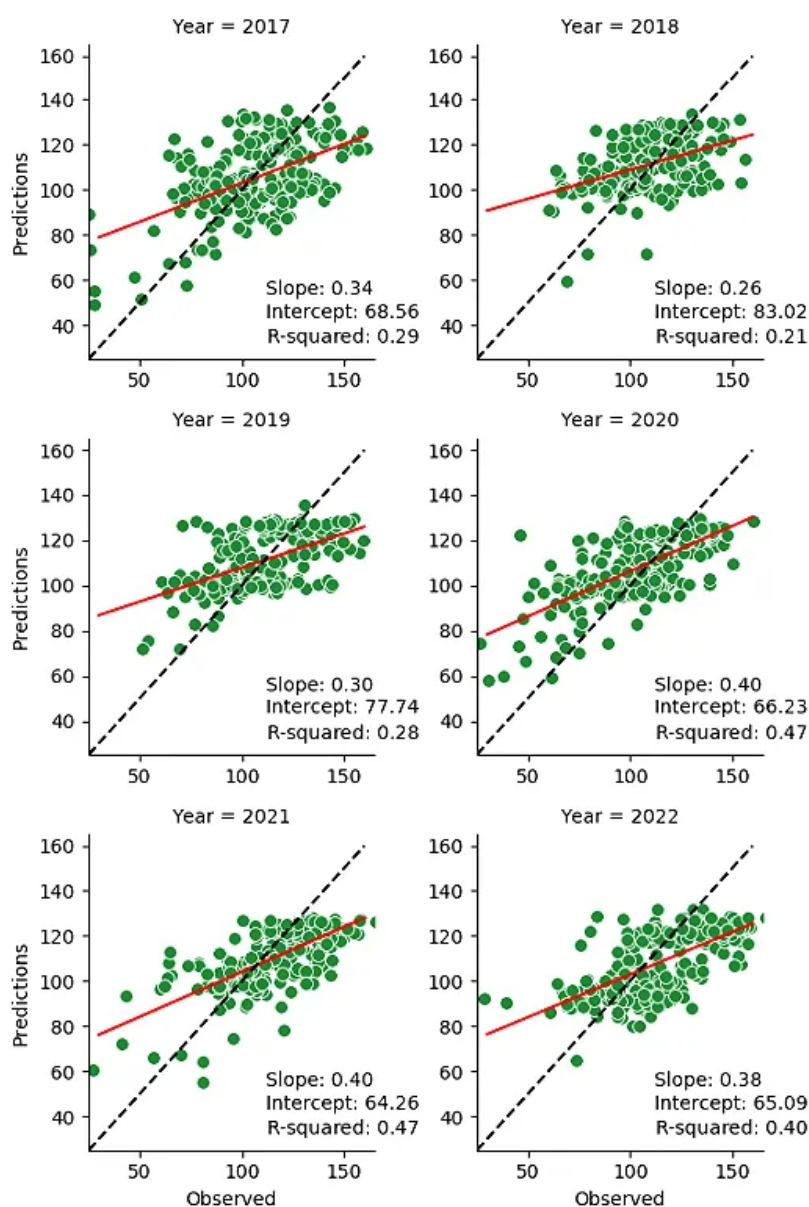 Year = 2017
160
140
120
100
80
60
40
Predictions
Slope: 0.34
Intercept: 68.56
R-squared: 0.29
50 100 150
Year = 2018
160
140
120
100
80
60
40
Slope: 0.26
Intercept: 83.02
R-squared: 0.21
50 100 150
Year = 2019
160
140
120
100
80
60
40
Predictions
Slope: 0.30
Intercept: 77.74
R-squared: 0.28
50 100 150
Year = 2020
160
140
120
100
80
60
40
Slope: 0.40
Intercept: 66.23
R-squared: 0.47
50 100 150
Year = 2021
160
140
120
100
80
60
40
Predictions
Slope: 0.40
Intercept: 64.26
R-squared: 0.47
50 100 150
Observed
Year = 2022
160
140
120
100
80
60
40
Slope: 0.38
Intercept: 65.09
R-squared: 0.40
50 100 150
Observed